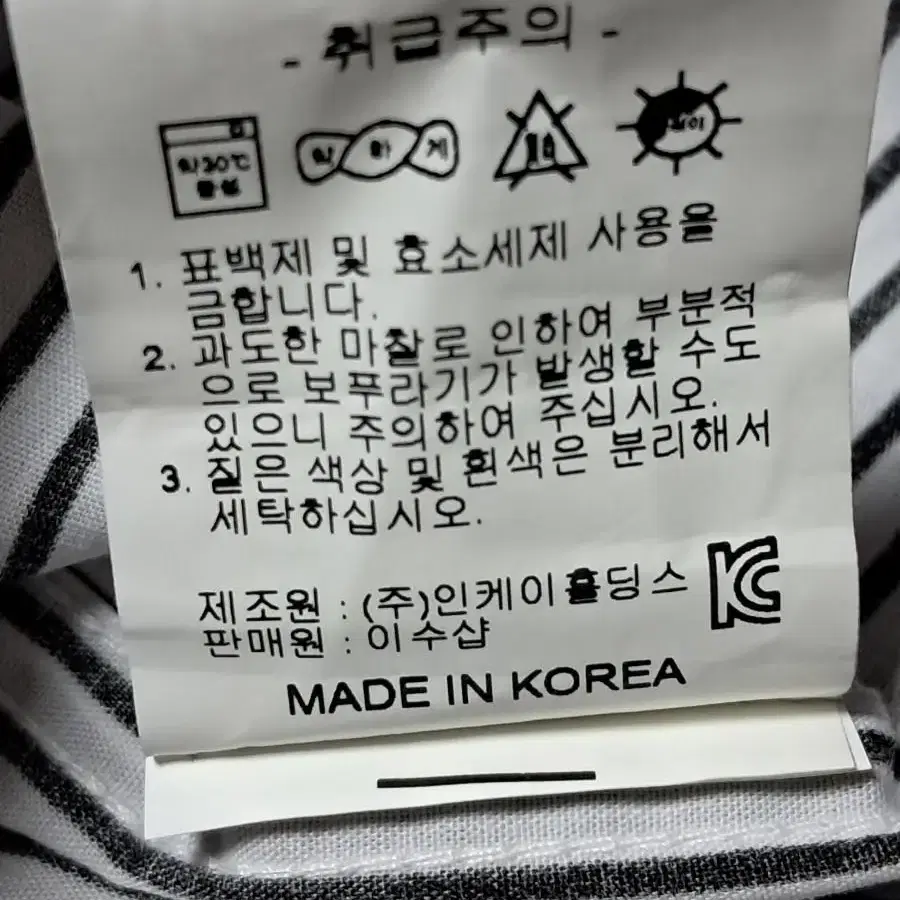 - 취급주의 -
약30℃
중성
약하게
표백
뉘이
1. 표백제 및 효소세제 사용을
금합니다.
2. 과도한 마찰로 인하여 부분적
으로 보푸라기가 발생할 수도
있으니 주의하여 주십시오.
3. 짙은 색상 및 흰색은 분리해서
세탁하십시오.
제조원 : (주)인케이홀딩스
판매원 : 이수샵
MADE IN KOREA